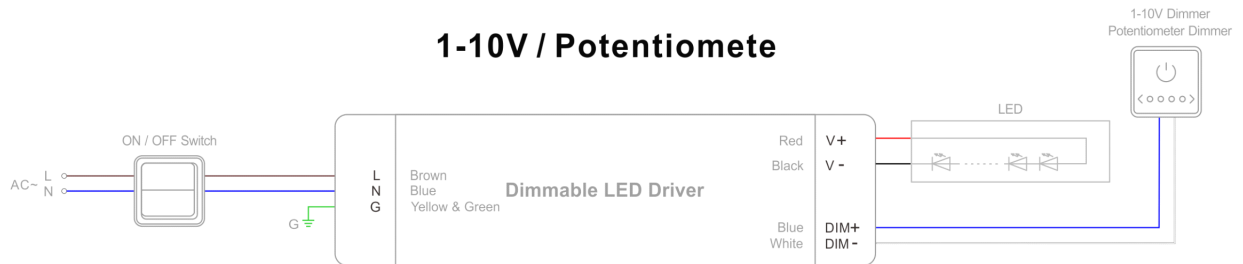 1-10V / Potentiomete
1-10V Dimmer
Potentiometer Dimmer
ON / OFF Switch
AC~ L
N
G
L Brown
N Blue
G Yellow & Green
Dimmable LED Driver
Red V+
Black V-
Blue DIM+
White DIM-
LED